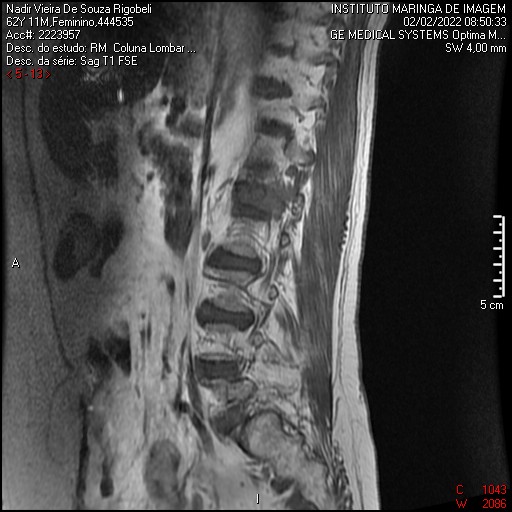 Nadir Vieira De Souza Rigobeli
62Y 11M,Feminino,444535
Acc#: 2223957
Desc. do estudo: RM Coluna Lombar ...
Desc. da série: Sag T1 FSE
< 5 - 13 >
INSTITUTO MARINGA DE IMAGEM
02/02/2022 08:50:33
GE MEDICAL SYSTEMS Optima M...
SW 4,00 mm
A
5 cm
I
C 1043
W 2086